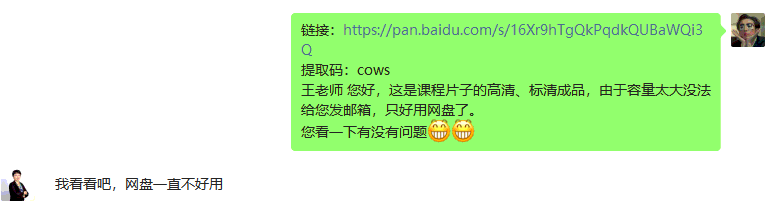 链接：https://pan.baidu.com/s/16Xr9hTgQkPqdkQUBaWQi3
Q
提取码：cows
王老师 您好，这是课程片子的高清、标清成品，由于容量太大没法
给您发邮箱，只好用网盘了。
您看一下有没有问题😁😁
我看看吧，网盘一直不好用